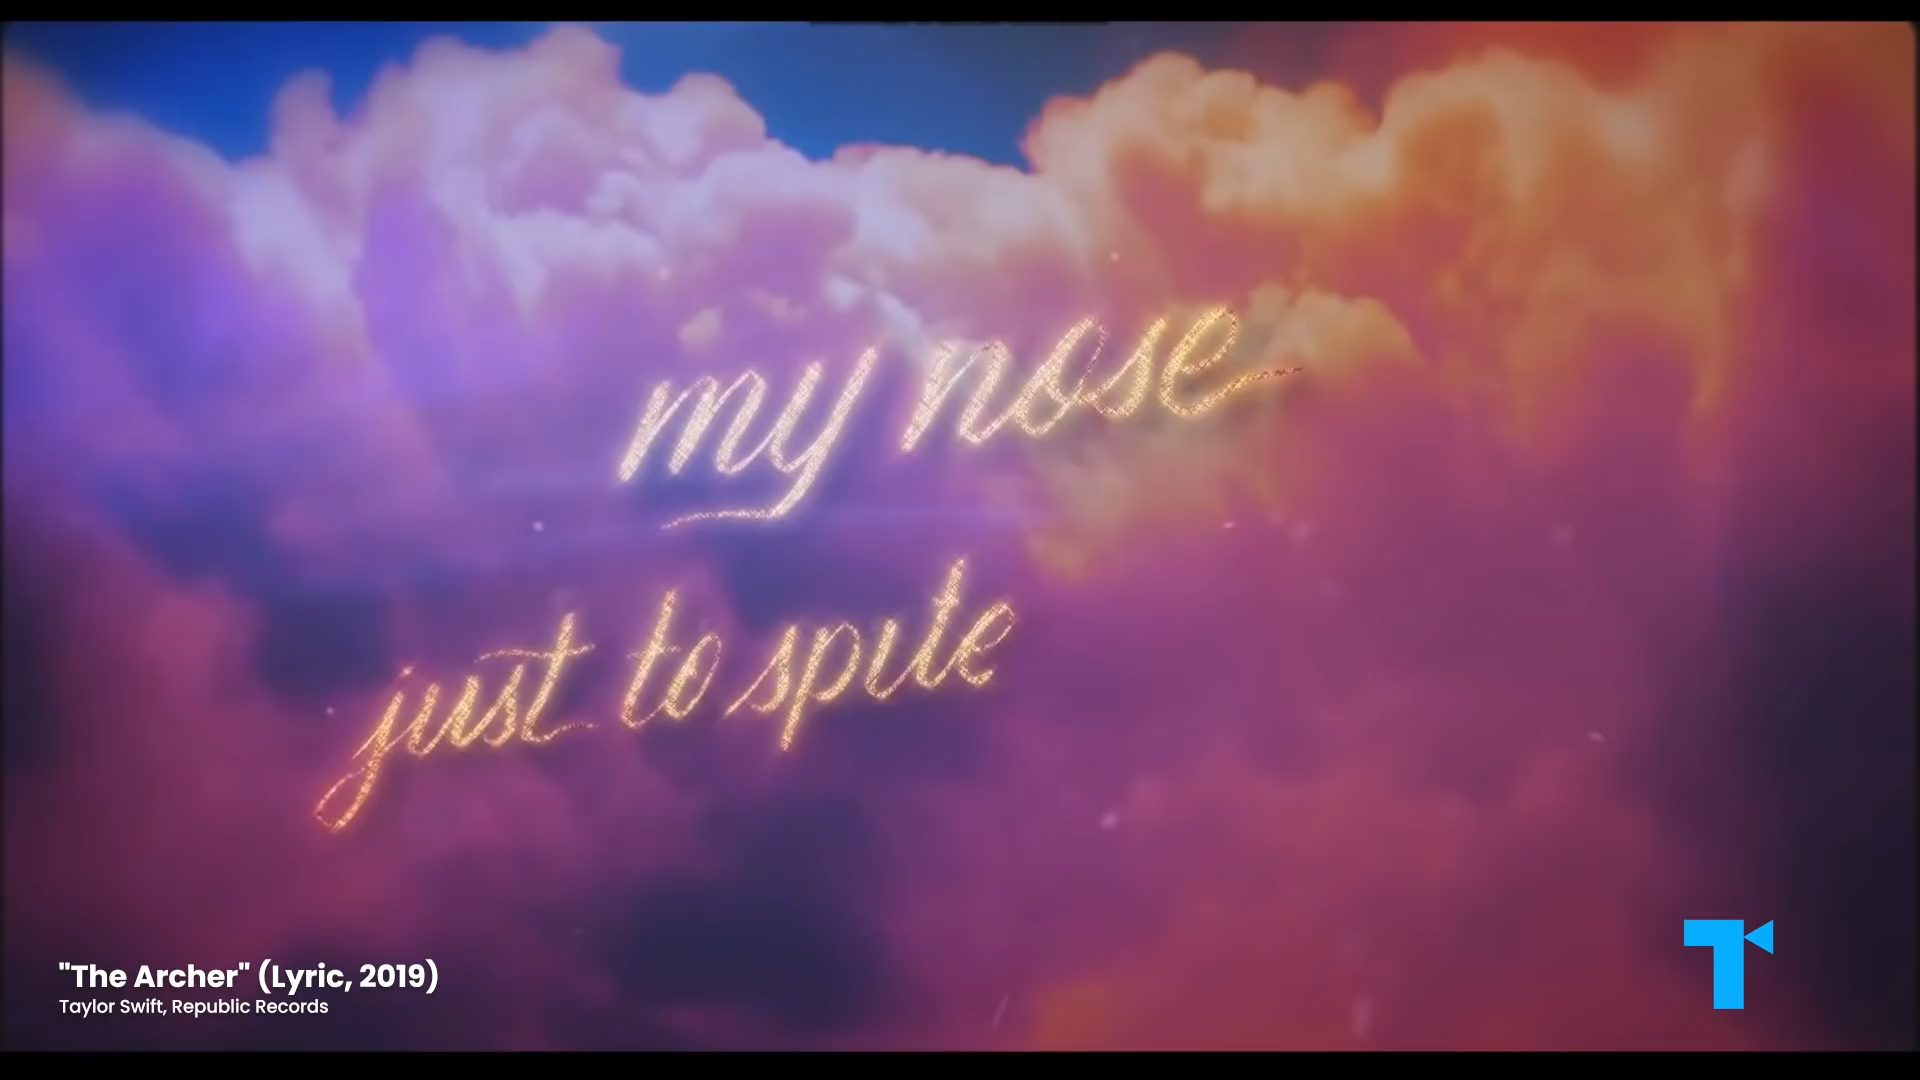 my nose
just to spite
"The Archer" (Lyric, 2019)
Taylor Swift, Republic Records